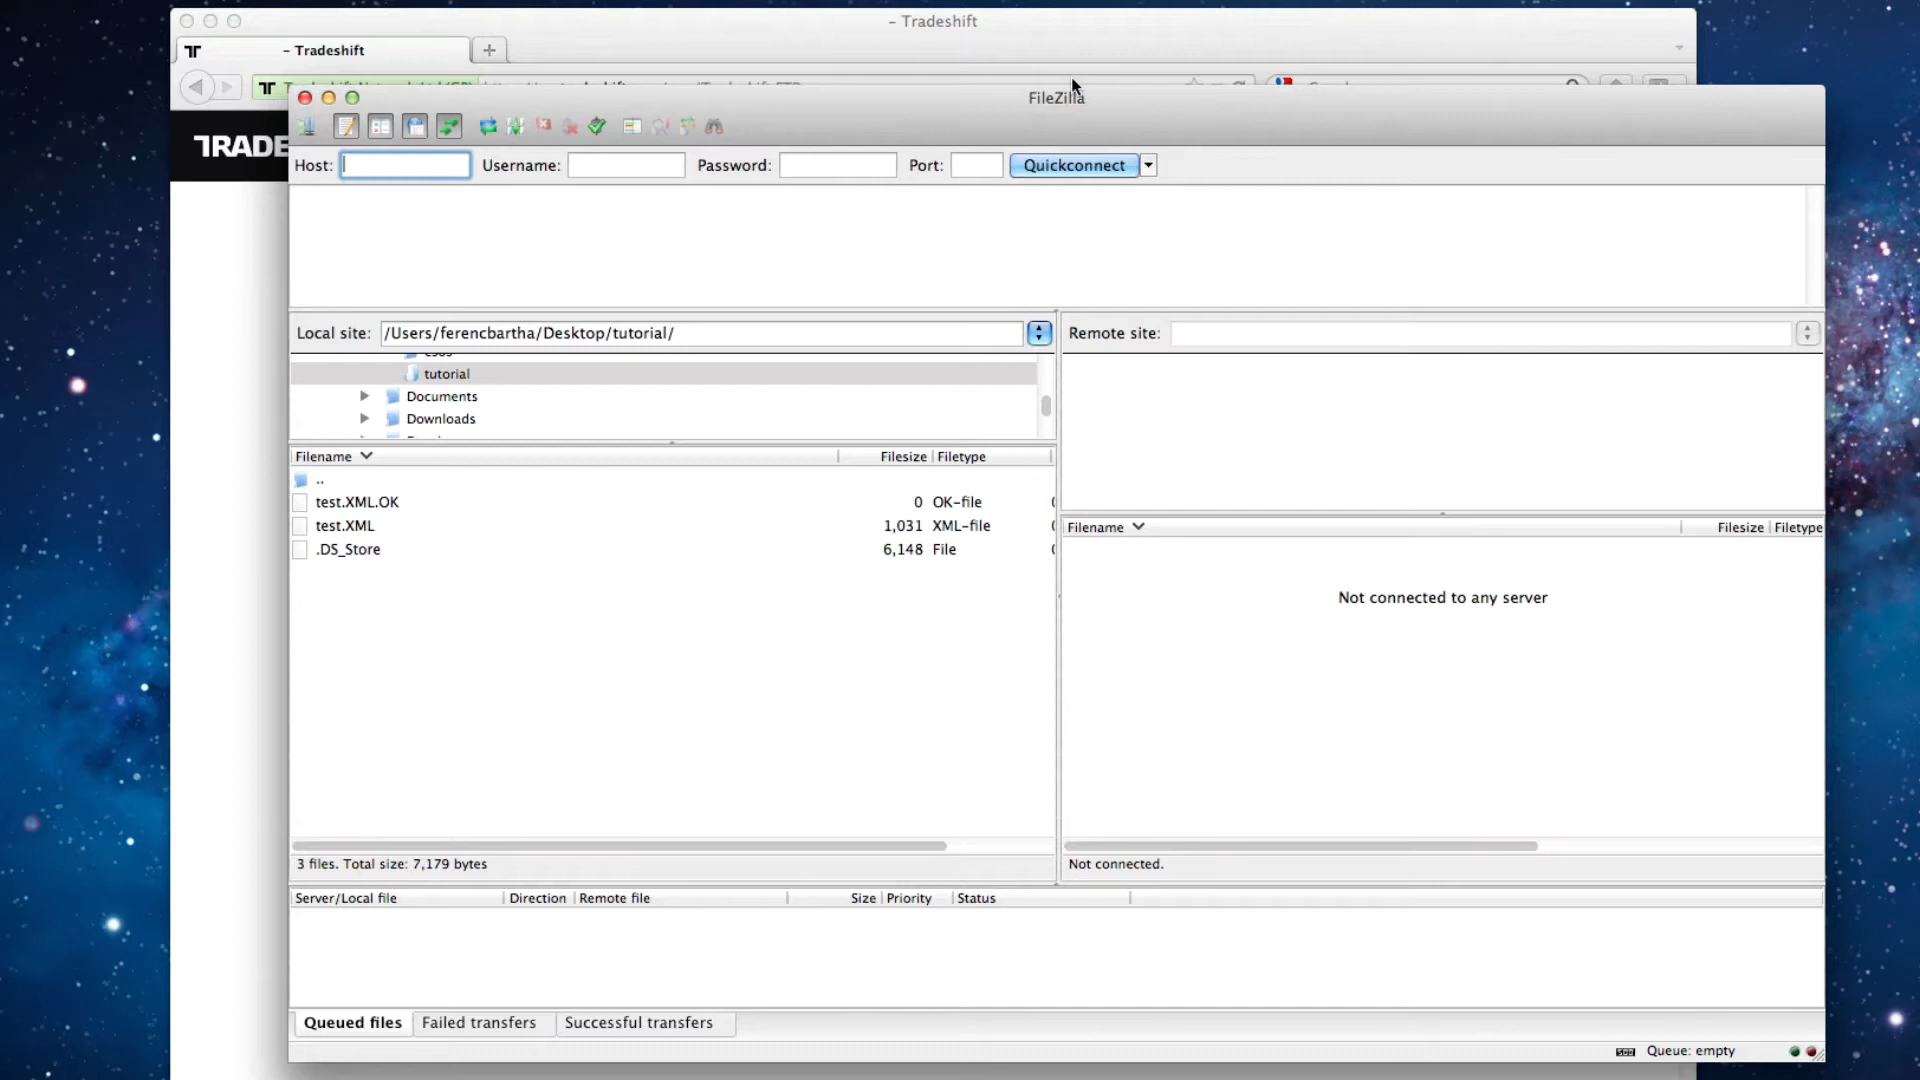 – Tradeshift
– Tradeshift
TRADE
FileZilla
Host: Username: Password: Port: Quickconnect
Local site: /Users/ferencbartha/Desktop/tutorial/
Remote site:
tutorial
Documents
Downloads
Filename Filesize Filetype
..
test.XML.OK 0 OK-file
test.XML 1,031 XML-file
.DS_Store 6,148 File
Filename Filesize Filetype
Not connected to any server
3 files. Total size: 7,179 bytes
Not connected.
Server/Local file Direction Remote file Size Priority Status
Queued files Failed transfers Successful transfers
Queue: empty